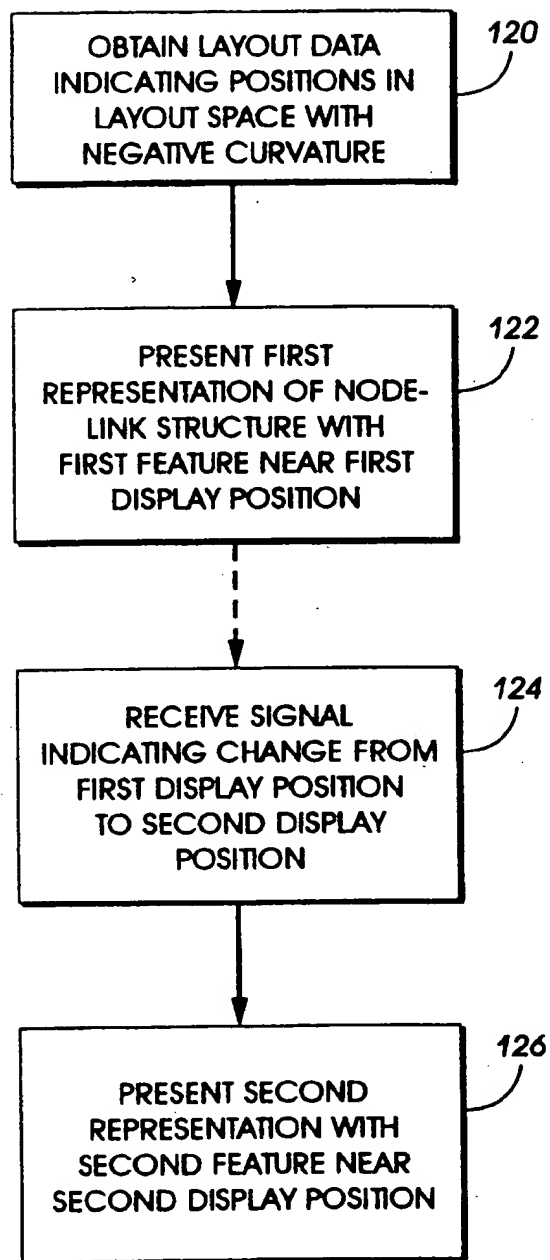 OBTAIN LAYOUT DATA
INDICATING POSITIONS IN
LAYOUT SPACE WITH
NEGATIVE CURVATURE
120
PRESENT FIRST
REPRESENTATION OF NODE-
LINK STRUCTURE WITH
FIRST FEATURE NEAR FIRST
DISPLAY POSITION
122
RECEIVE SIGNAL
INDICATING CHANGE FROM
FIRST DISPLAY POSITION
TO SECOND DISPLAY
POSITION
124
PRESENT SECOND
REPRESENTATION WITH
SECOND FEATURE NEAR
SECOND DISPLAY POSITION
126